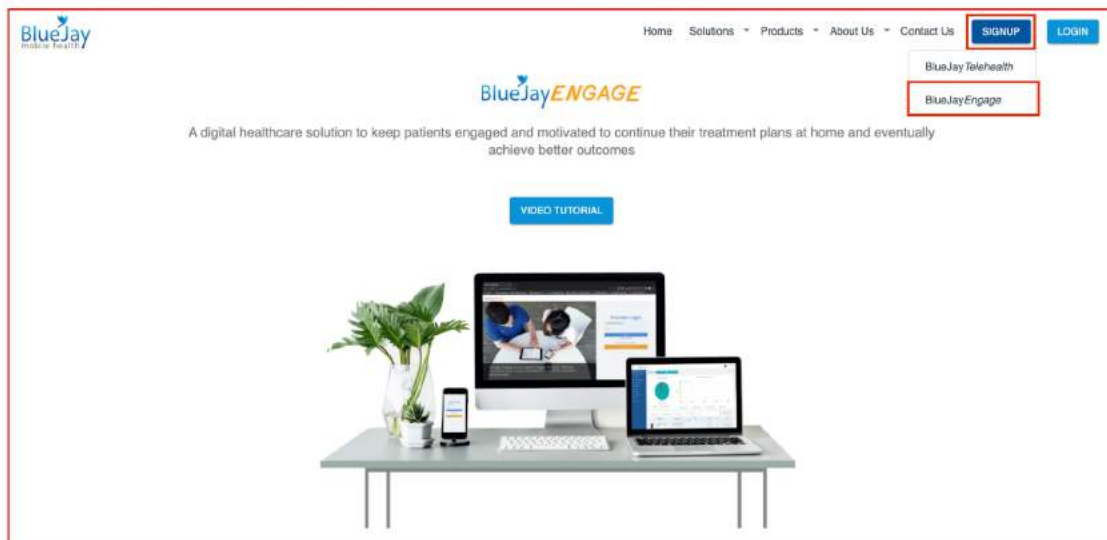 BlueJay
mobile health
Home Solutions Products About Us Contact Us SIGNUP LOGIN
BlueJay Telehealth
BlueJay Engage
BlueJay ENGAGE
A digital healthcare solution to keep patients engaged and motivated to continue their treatment plans at home and eventually
achieve better outcomes
VIDEO TUTORIAL